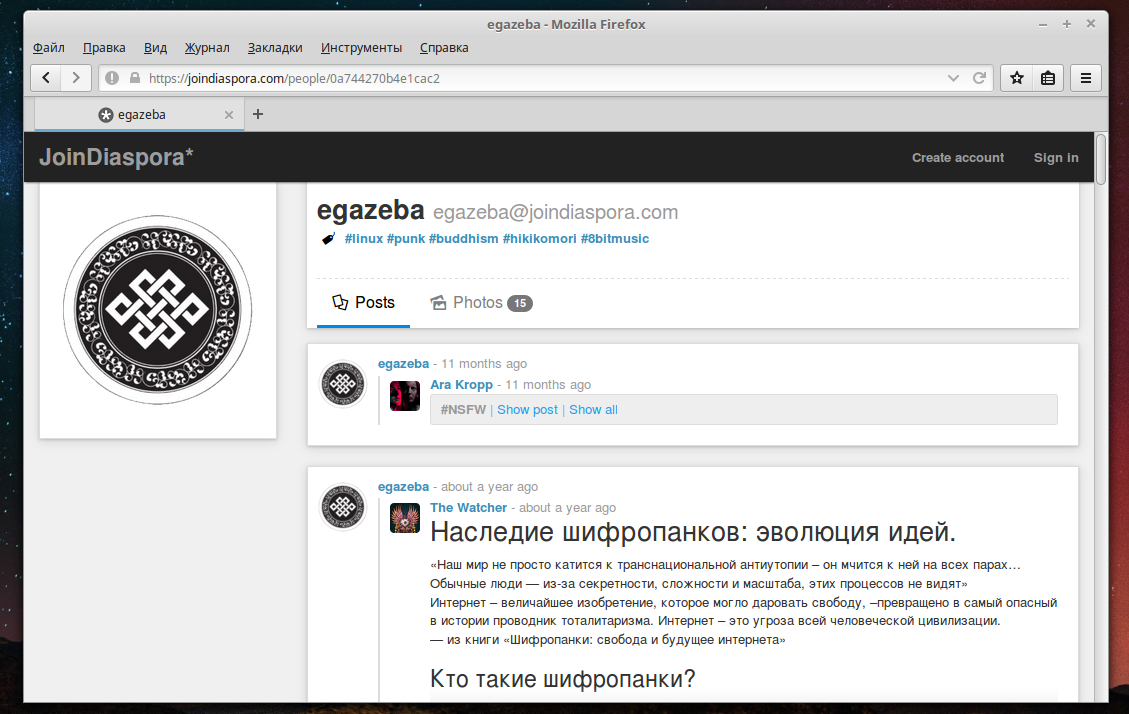 egazeba - Mozilla Firefox
Файл Правка Вид Журнал Закладки Инструменты Справка
https://joindiaspora.com/people/0a744270b4e1cac2
egazeba
JoinDiaspora* Create account Sign in
egazeba egazeba@joindiaspora.com
#linux #punk #buddhism #hikikomori #8bitmusic
Posts Photos 15
egazeba - 11 months ago
Ara Kropp - 11 months ago
#NSFW | Show post | Show all
egazeba - about a year ago
The Watcher - about a year ago
Наследие шифропанков: эволюция идей.
«Наш мир не просто катится к транснациональной антиутопии – он мчится к ней на всех парах…
Обычные люди — из-за секретности, сложности и масштаба, этих процессов не видят»
Интернет – величайшее изобретение, которое могло даровать свободу, –превращено в самый опасный
в истории проводник тоталитаризма. Интернет – это угроза всей человеческой цивилизации.
— из книги «Шифропанки: свобода и будущее интернета»
Кто такие шифропанки?